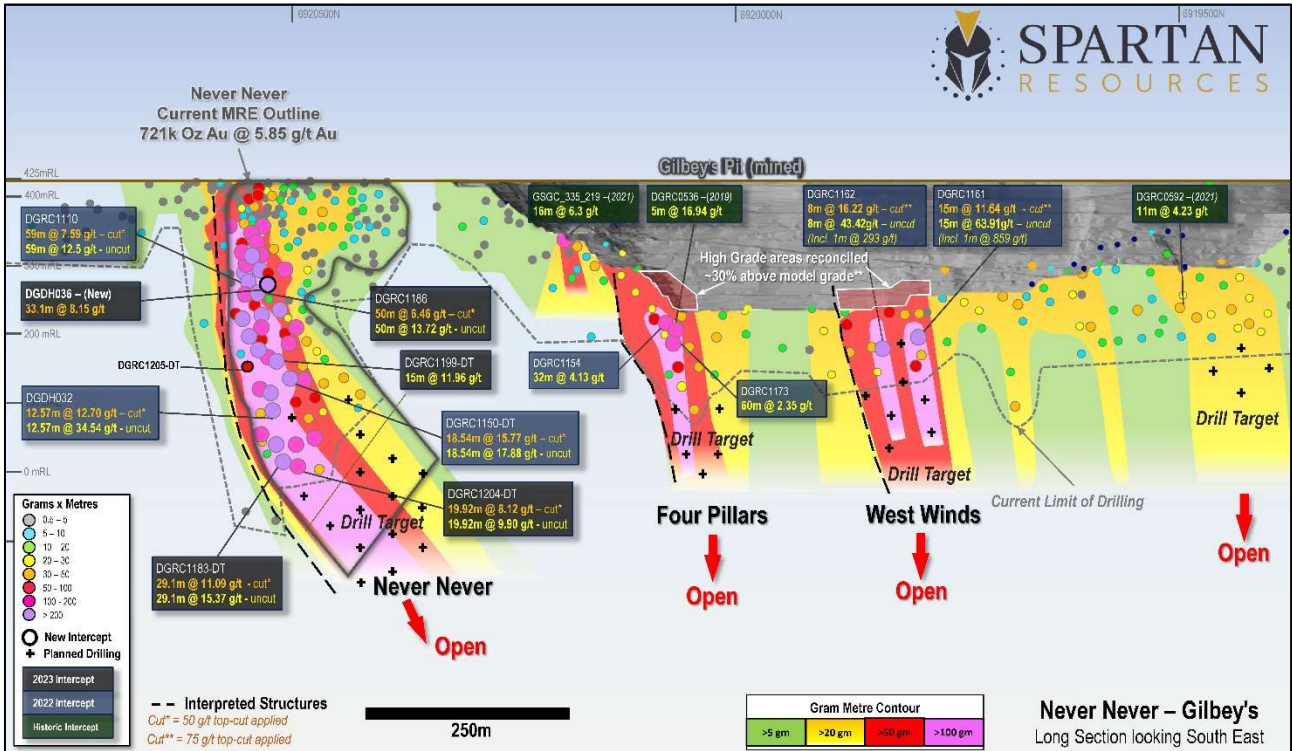 6920500N
6920000N
6919500N
SPARTAN
RESOURCES
Never Never
Current MRE Outline
721k Oz Au @ 5.85 g/t Au
Gilbey's Pit (mined)
425mRL
400mRL
200 mRL
0 mRL
DGRC1110
59m @ 7.59 g/t – cut*
59m @ 12.5 g/t - uncut
DGDH036 – (New)
33.1m @ 8.15 g/t
DGRC1205-DT
DGDH032
12.57m @ 12.70 g/t – cut*
12.57m @ 34.54 g/t - uncut
DGRC1183-DT
29.1m @ 11.09 g/t - cut*
29.1m @ 15.37 g/t - uncut
DGRC1186
50m @ 6.46 g/t – cut*
50m @ 13.72 g/t - uncut
DGRC1199-DT
15m @ 11.96 g/t
DGRC1150-DT
18.54m @ 15.77 g/t – cut*
18.54m @ 17.88 g/t - uncut
DGRC1204-DT
19.92m @ 8.12 g/t – cut*
19.92m @ 9.90 g/t - uncut
Drill Target
Never Never
Open
GSGC_335_219 –(2021)
16m @ 6.3 g/t
DGRC0536 –(2019)
5m @ 16.94 g/t
DGRC1162
8m @ 16.22 g/t – cut**
8m @ 43.42g/t – uncut
(Incl. 1m @ 293 g/t)
DGRC1161
15m @ 11.64 g/t - cut**
15m @ 63.91g/t – uncut
(Incl. 1m @ 859 g/t)
DGRC0592 –(2021)
11m @ 4.23 g/t
High Grade areas reconciled
~30% above model grade**
DGRC1154
32m @ 4.13 g/t
DGRC1173
60m @ 2.35 g/t
Drill Target
Four Pillars
Open
Drill Target
West Winds
Open
Current Limit of Drilling
Drill Target
Open
Grams x Metres
0.5 – 5
5 – 10
10 – 20
20 – 30
30 – 50
50 - 100
100 - 200
> 200
New Intercept
Planned Drilling
2023 Intercept
2022 Intercept
Historic Intercept
Interpreted Structures
Cut* = 50 g/t top-cut applied
Cut** = 75 g/t top-cut applied
250m
Gram Metre Contour
>5 gm >20 gm >50 gm >100 gm
Never Never – Gilbey's
Long Section looking South East